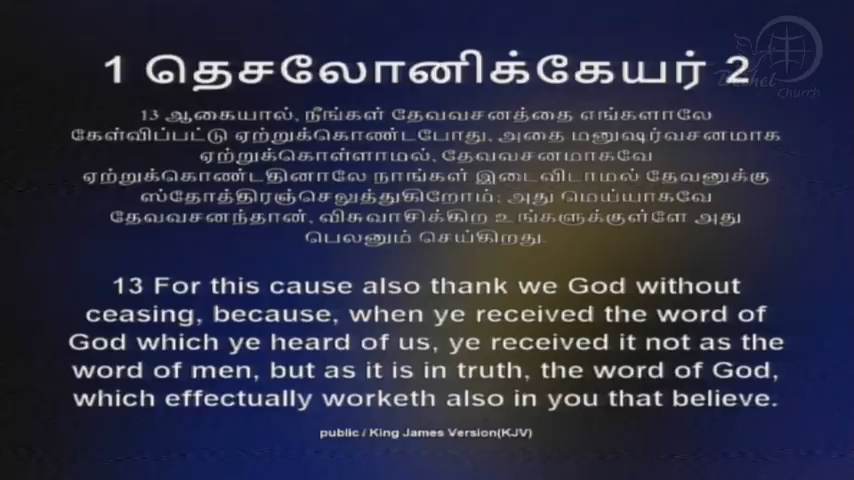 1 தெசலோனிக்கேயர் 2
Bethel
Church
13 ஆகையால், நீங்கள் தேவவசனத்தை எங்களாலே
கேள்விப்பட்டு ஏற்றுக்கொண்டபோது, அதை மனுஷர்வசனமாக
ஏற்றுக்கொள்ளாமல், தேவவசனமாகவே
ஏற்றுக்கொண்டதினாலே நாங்கள் இடைவிடாமல் தேவனுக்கு
ஸ்தோத்திரஞ்செலுத்துகிறோம்; அது மெய்யாகவே
தேவவசனந்தான், விசுவாசிக்கிற உங்களுக்குள்ளே அது
பெலனும் செய்கிறது.
13 For this cause also thank we God without
ceasing, because, when ye received the word of
God which ye heard of us, ye received it not as the
word of men, but as it is in truth, the word of God,
which effectually worketh also in you that believe.
public / King James Version(KJV)